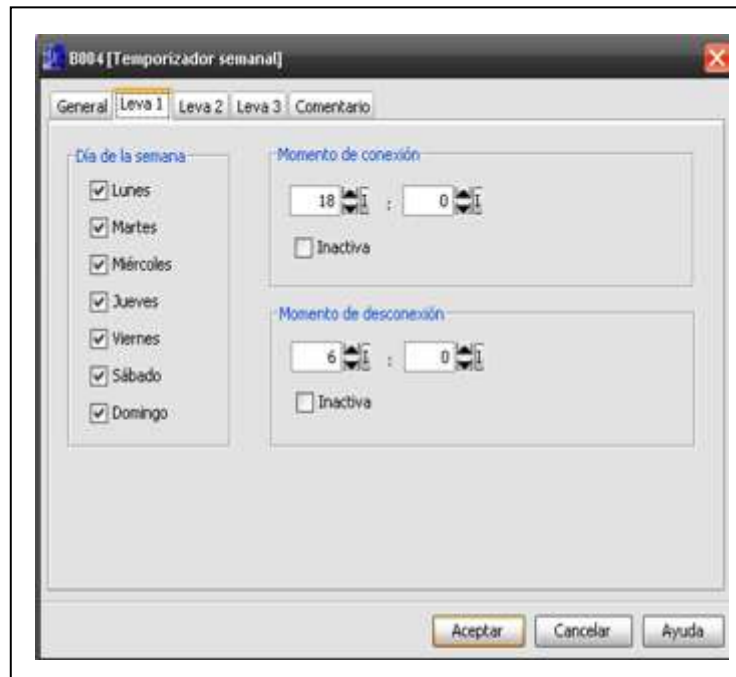 B004 [Temporizador semanal]
General Leva 1 Leva 2 Leva 3 Comentario
Día de la semana
Lunes
Martes
Miércoles
Jueves
Viernes
Sábado
Domingo
Momento de conexión
18 : 0
Inactiva
Momento de desconexión
6 : 0
Inactiva
Aceptar Cancelar Ayuda